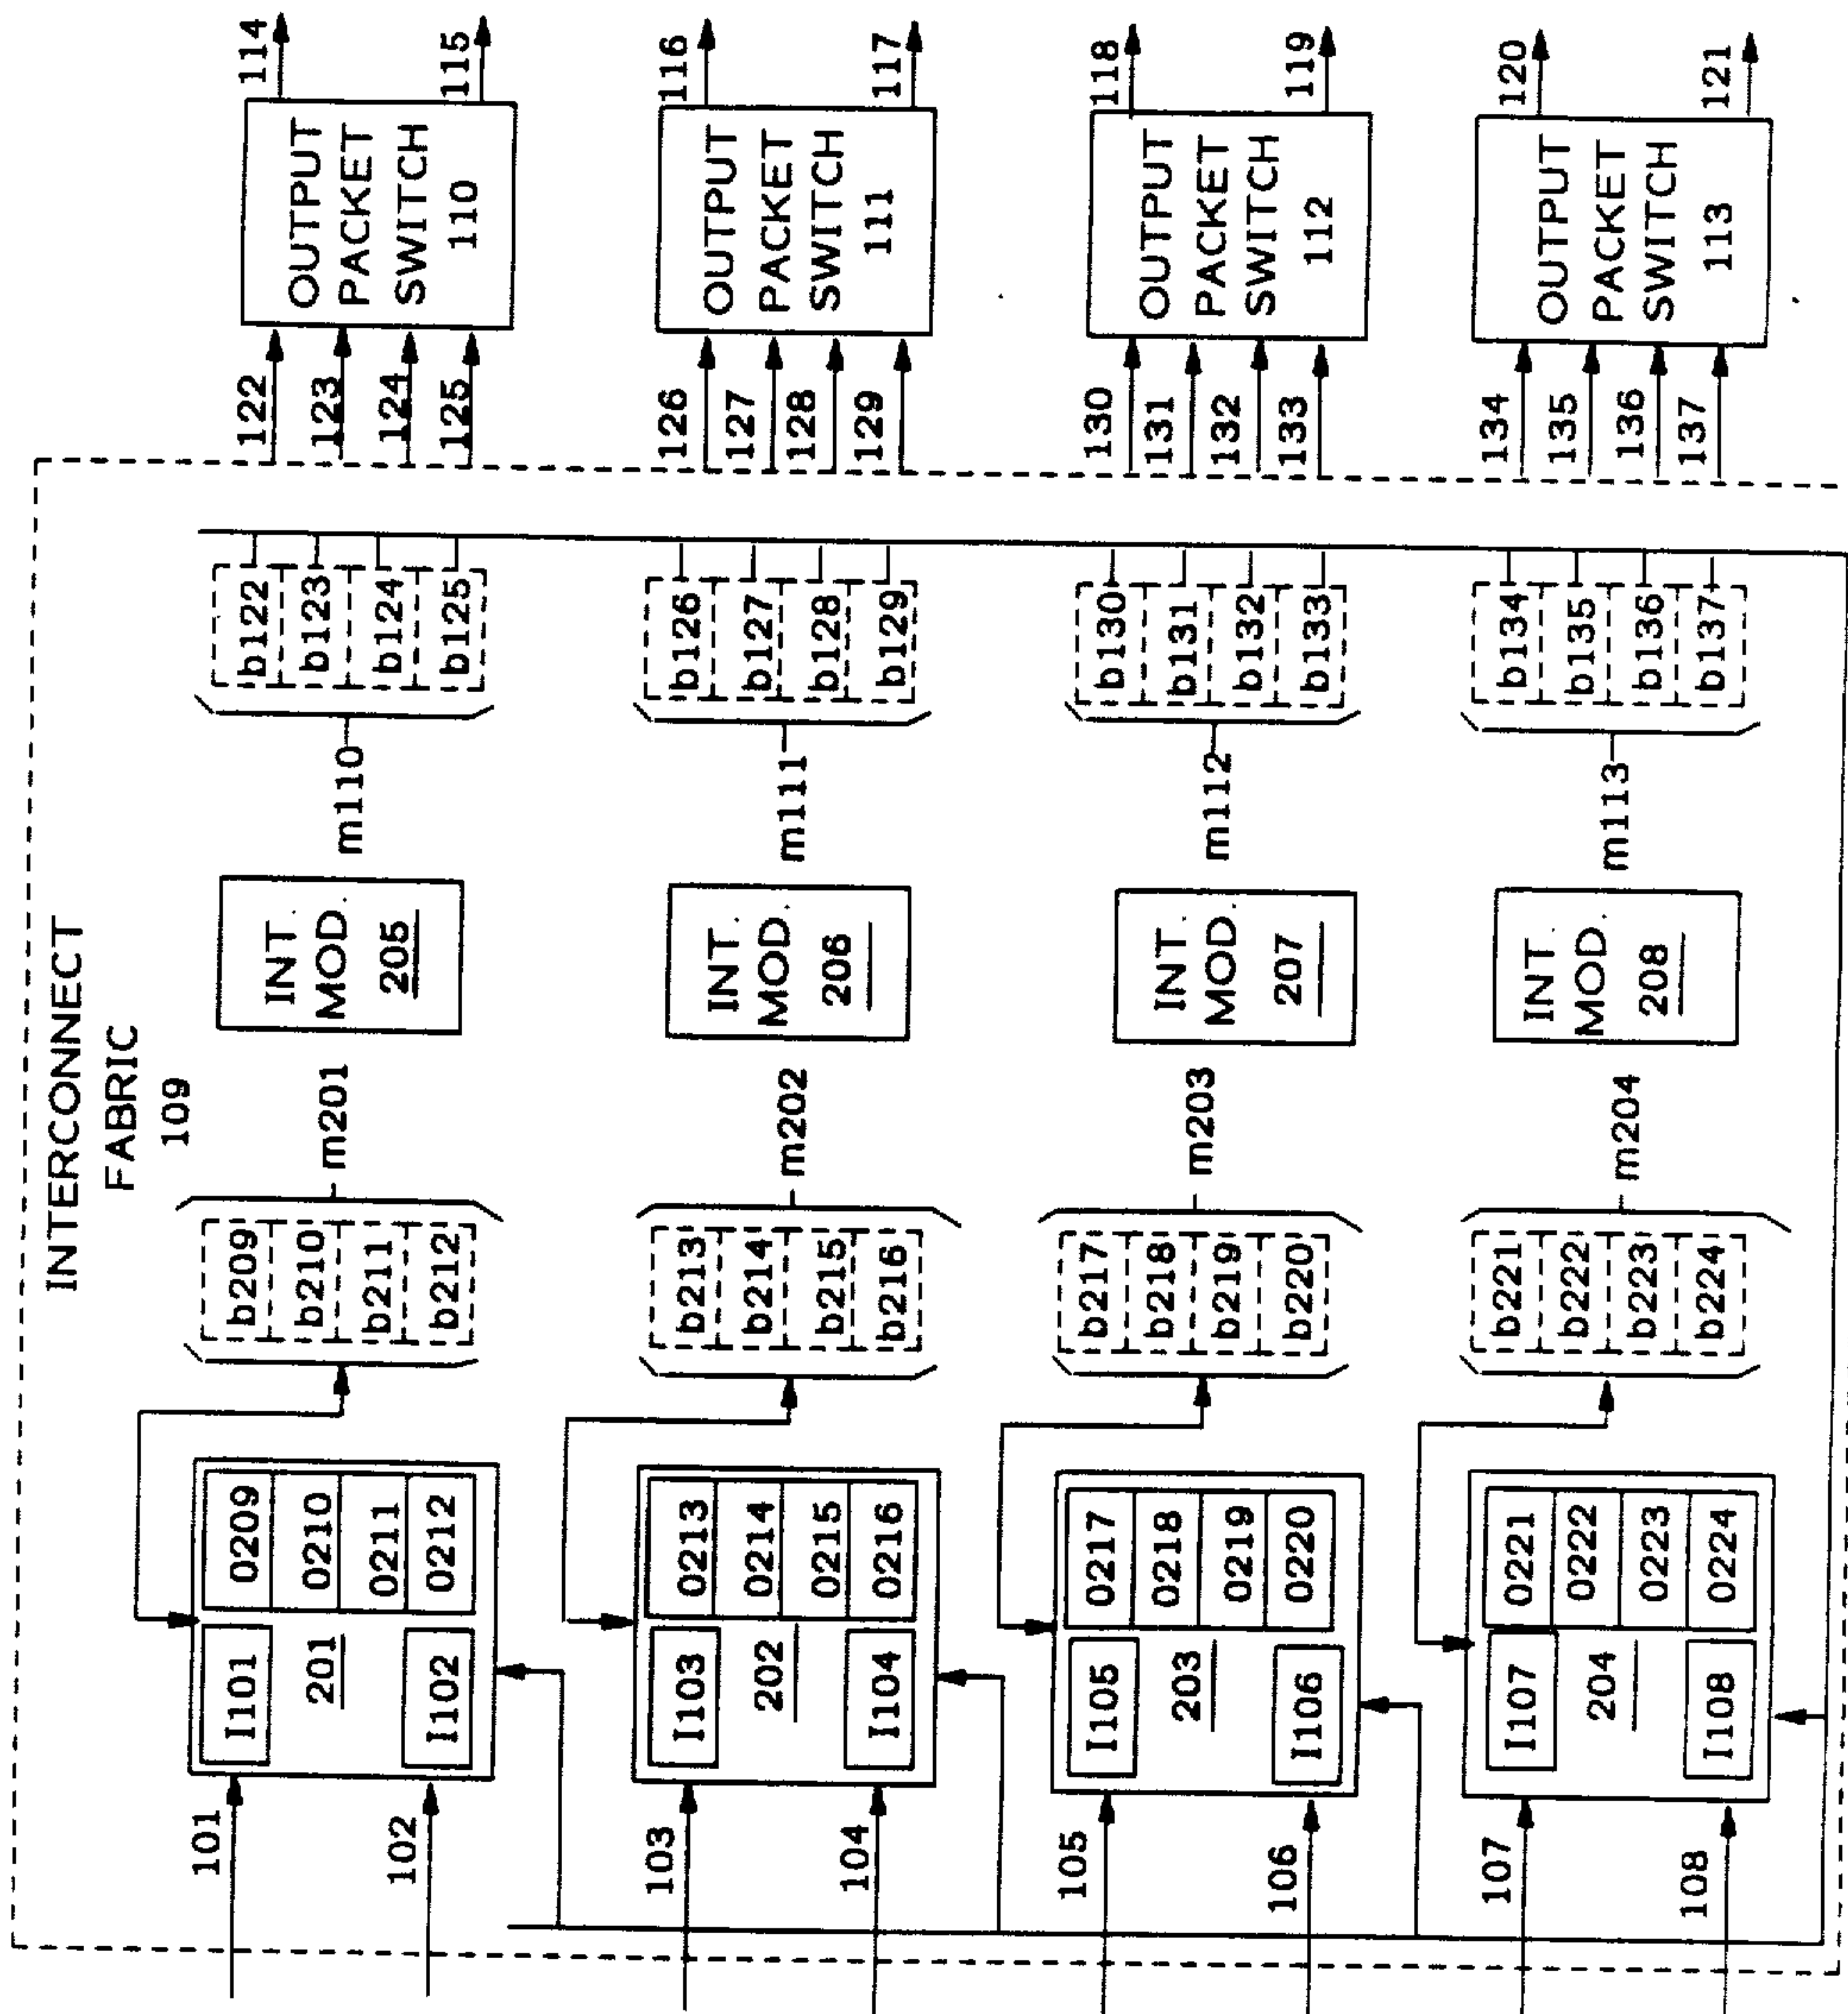 INTERCONNECT
FABRIC
109
101
102
I101
201
I102
0209
0210
0211
0212
b209
b210
b211
b212
m201
INT.
MOD.
205
m110
b122
b123
b124
b125
122
123
124
125
OUTPUT
PACKET
SWITCH
110
114
115
103
104
I103
202
I104
0213
0214
0215
0216
b213
b214
b215
b216
m202
INT.
MOD.
206
m111
b126
b127
b128
b129
126
127
128
129
OUTPUT
PACKET
SWITCH
111
116
117
105
106
I105
203
I106
0217
0218
0219
0220
b217
b218
b219
b220
m203
INT.
MOD.
207
m112
b130
b131
b132
b133
130
131
132
133
OUTPUT
PACKET
SWITCH
112
118
119
107
108
I107
204
I108
0221
0222
0223
0224
b221
b222
b223
b224
m204
INT.
MOD.
208
m113
b134
b135
b136
b137
134
135
136
137
OUTPUT
PACKET
SWITCH
113
120
121